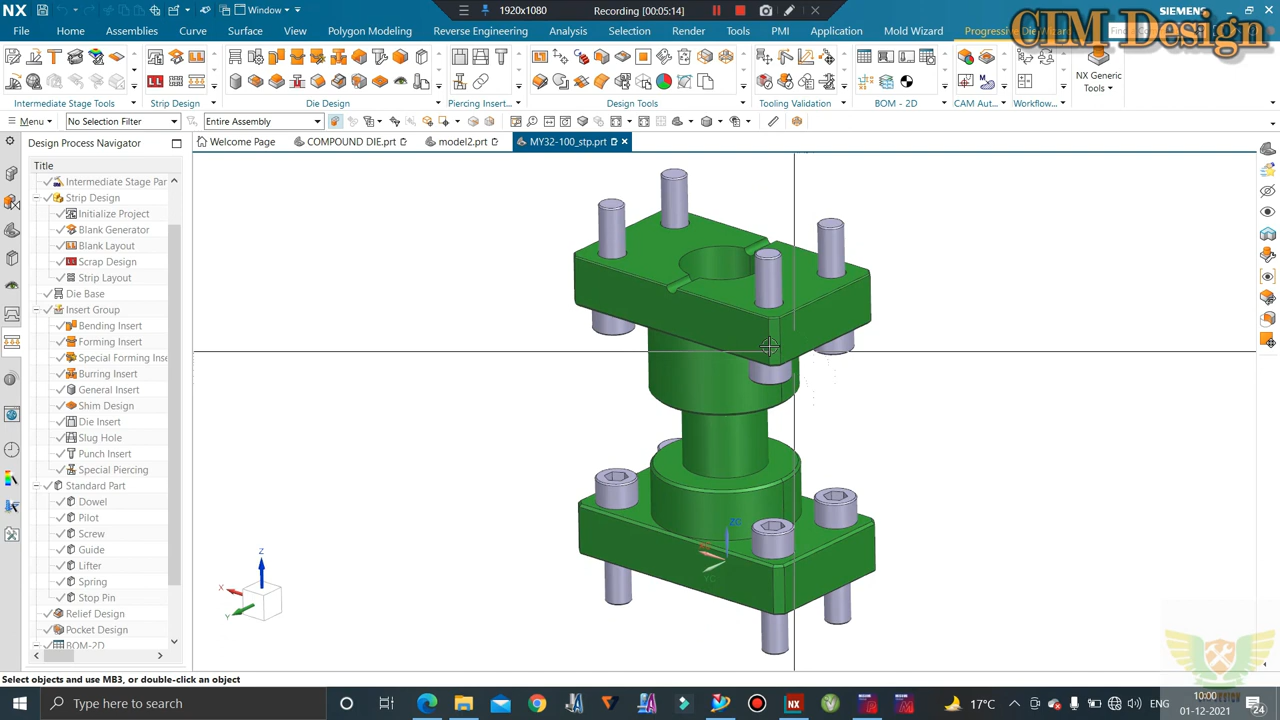 NX
Window
1920x1080
Recording [00:05:14]
SIEMENS
CTM Design
File
Home
Assemblies
Curve
Surface
View
Polygon Modeling
Reverse Engineering
Analysis
Selection
Render
Tools
PMI
Application
Mold Wizard
Progressive
NX Generic
Tools
Intermediate Stage Tools
Strip Design
Die Design
Piercing Insert...
Design Tools
Tooling Validation
BOM - 2D
CAM Aut...
Workflow...
Menu
No Selection Filter
Entire Assembly
Design Process Navigator
Welcome Page
COMPOUND DIE.prt
model2.prt
MY32-100_stp.prt
Title
Intermediate Stage Par
Strip Design
Initialize Project
Blank Generator
Blank Layout
Scrap Design
Strip Layout
Die Base
Insert Group
Bending Insert
Forming Insert
Special Forming Inse
Burring Insert
General Insert
Shim Design
Die Insert
Slug Hole
Punch Insert
Special Piercing
Standard Part
Dowel
Pilot
Screw
Guide
Lifter
Spring
Stop Pin
Relief Design
Pocket Design
BOM-2D
ZC
YC
Z
X
Y
Select objects and use MB3, or double-click an object
Type here to search
17°C
ENG
10:00
01-12-2021
24